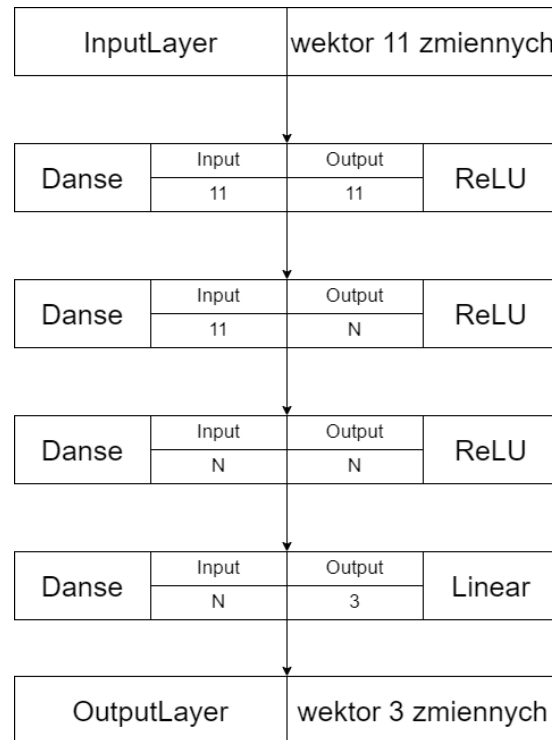 InputLayer wektor 11 zmiennych
Danse Input Output ReLU
11 11
Danse Input Output ReLU
11 N
Danse Input Output ReLU
N N
Danse Input Output Linear
N 3
OutputLayer wektor 3 zmiennych